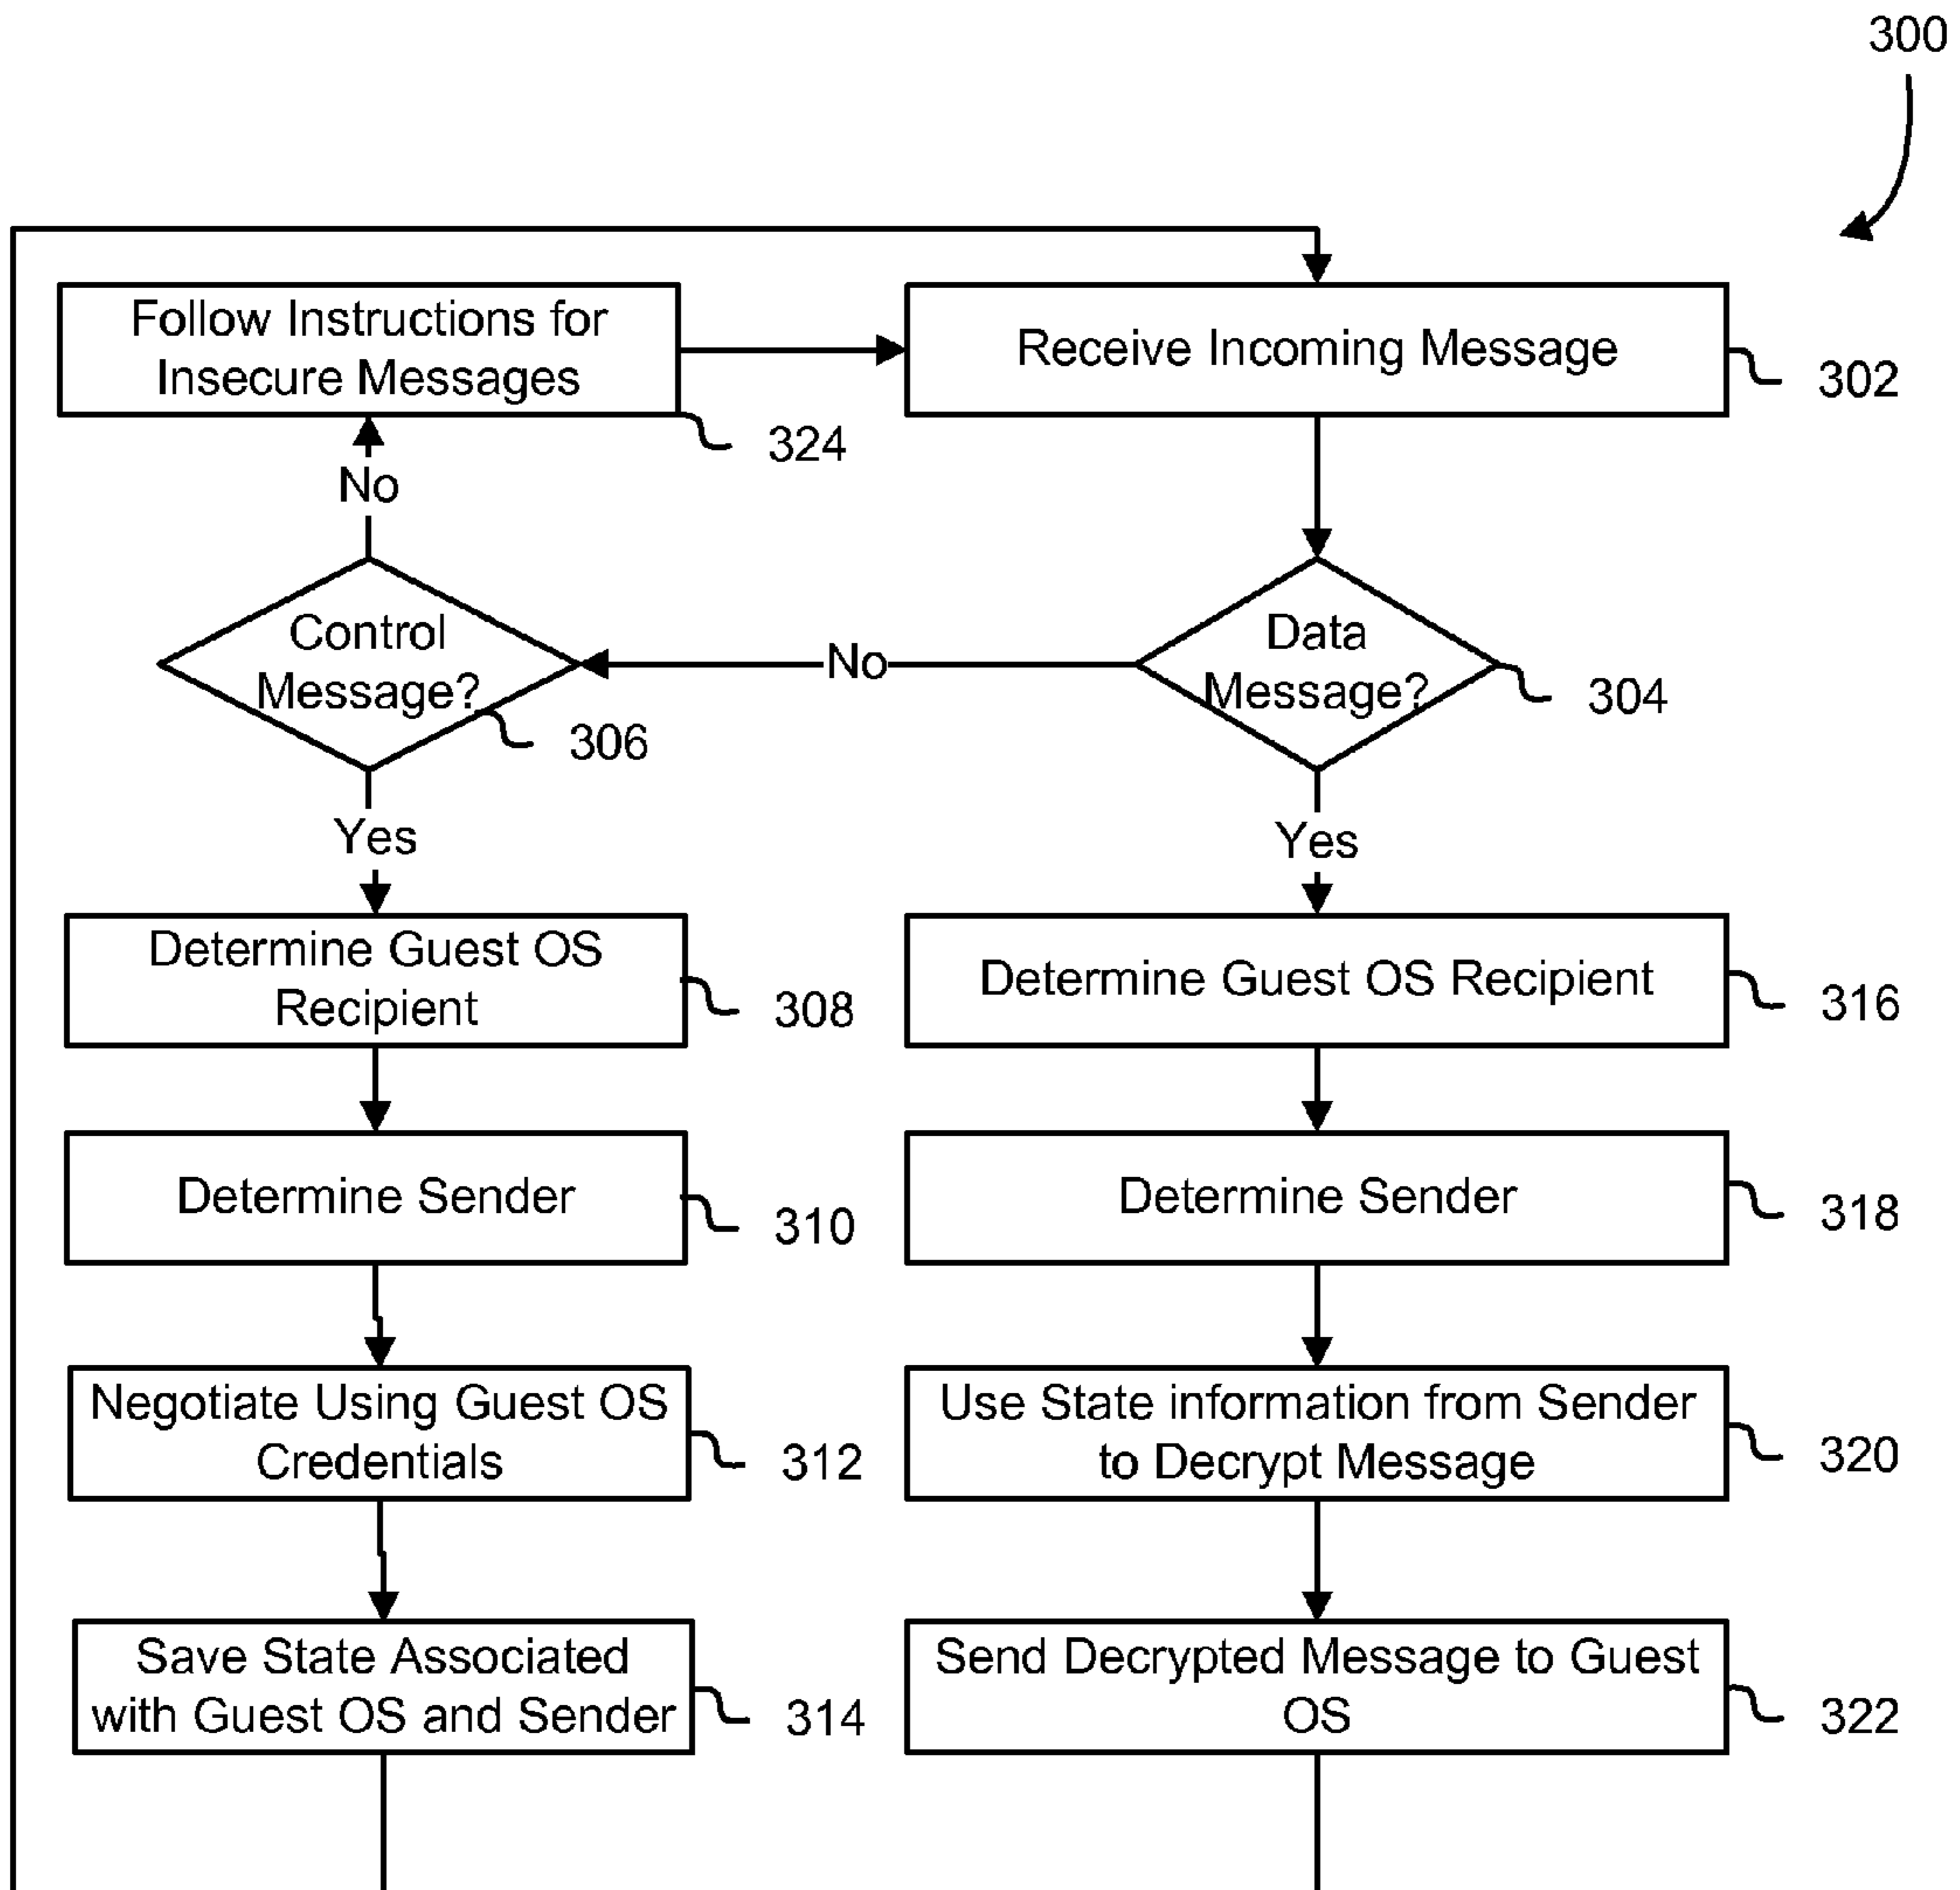 300
Follow Instructions for
Insecure Messages
324
Receive Incoming Message
302
No
Control
Message?
306
No
Data
Message?
304
Yes
Yes
Determine Guest OS
Recipient
308
Determine Guest OS Recipient
316
Determine Sender
310
Determine Sender
318
Negotiate Using Guest OS
Credentials
312
Use State information from Sender
to Decrypt Message
320
Save State Associated
with Guest OS and Sender
314
Send Decrypted Message to Guest
OS
322